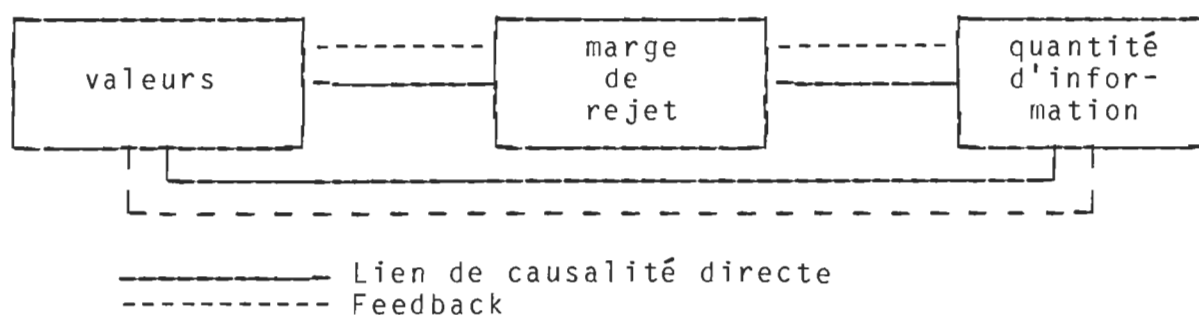 valeurs
marge
de
rejet
quantité
d'infor-
mation
Lien de causalité directe
Feedback